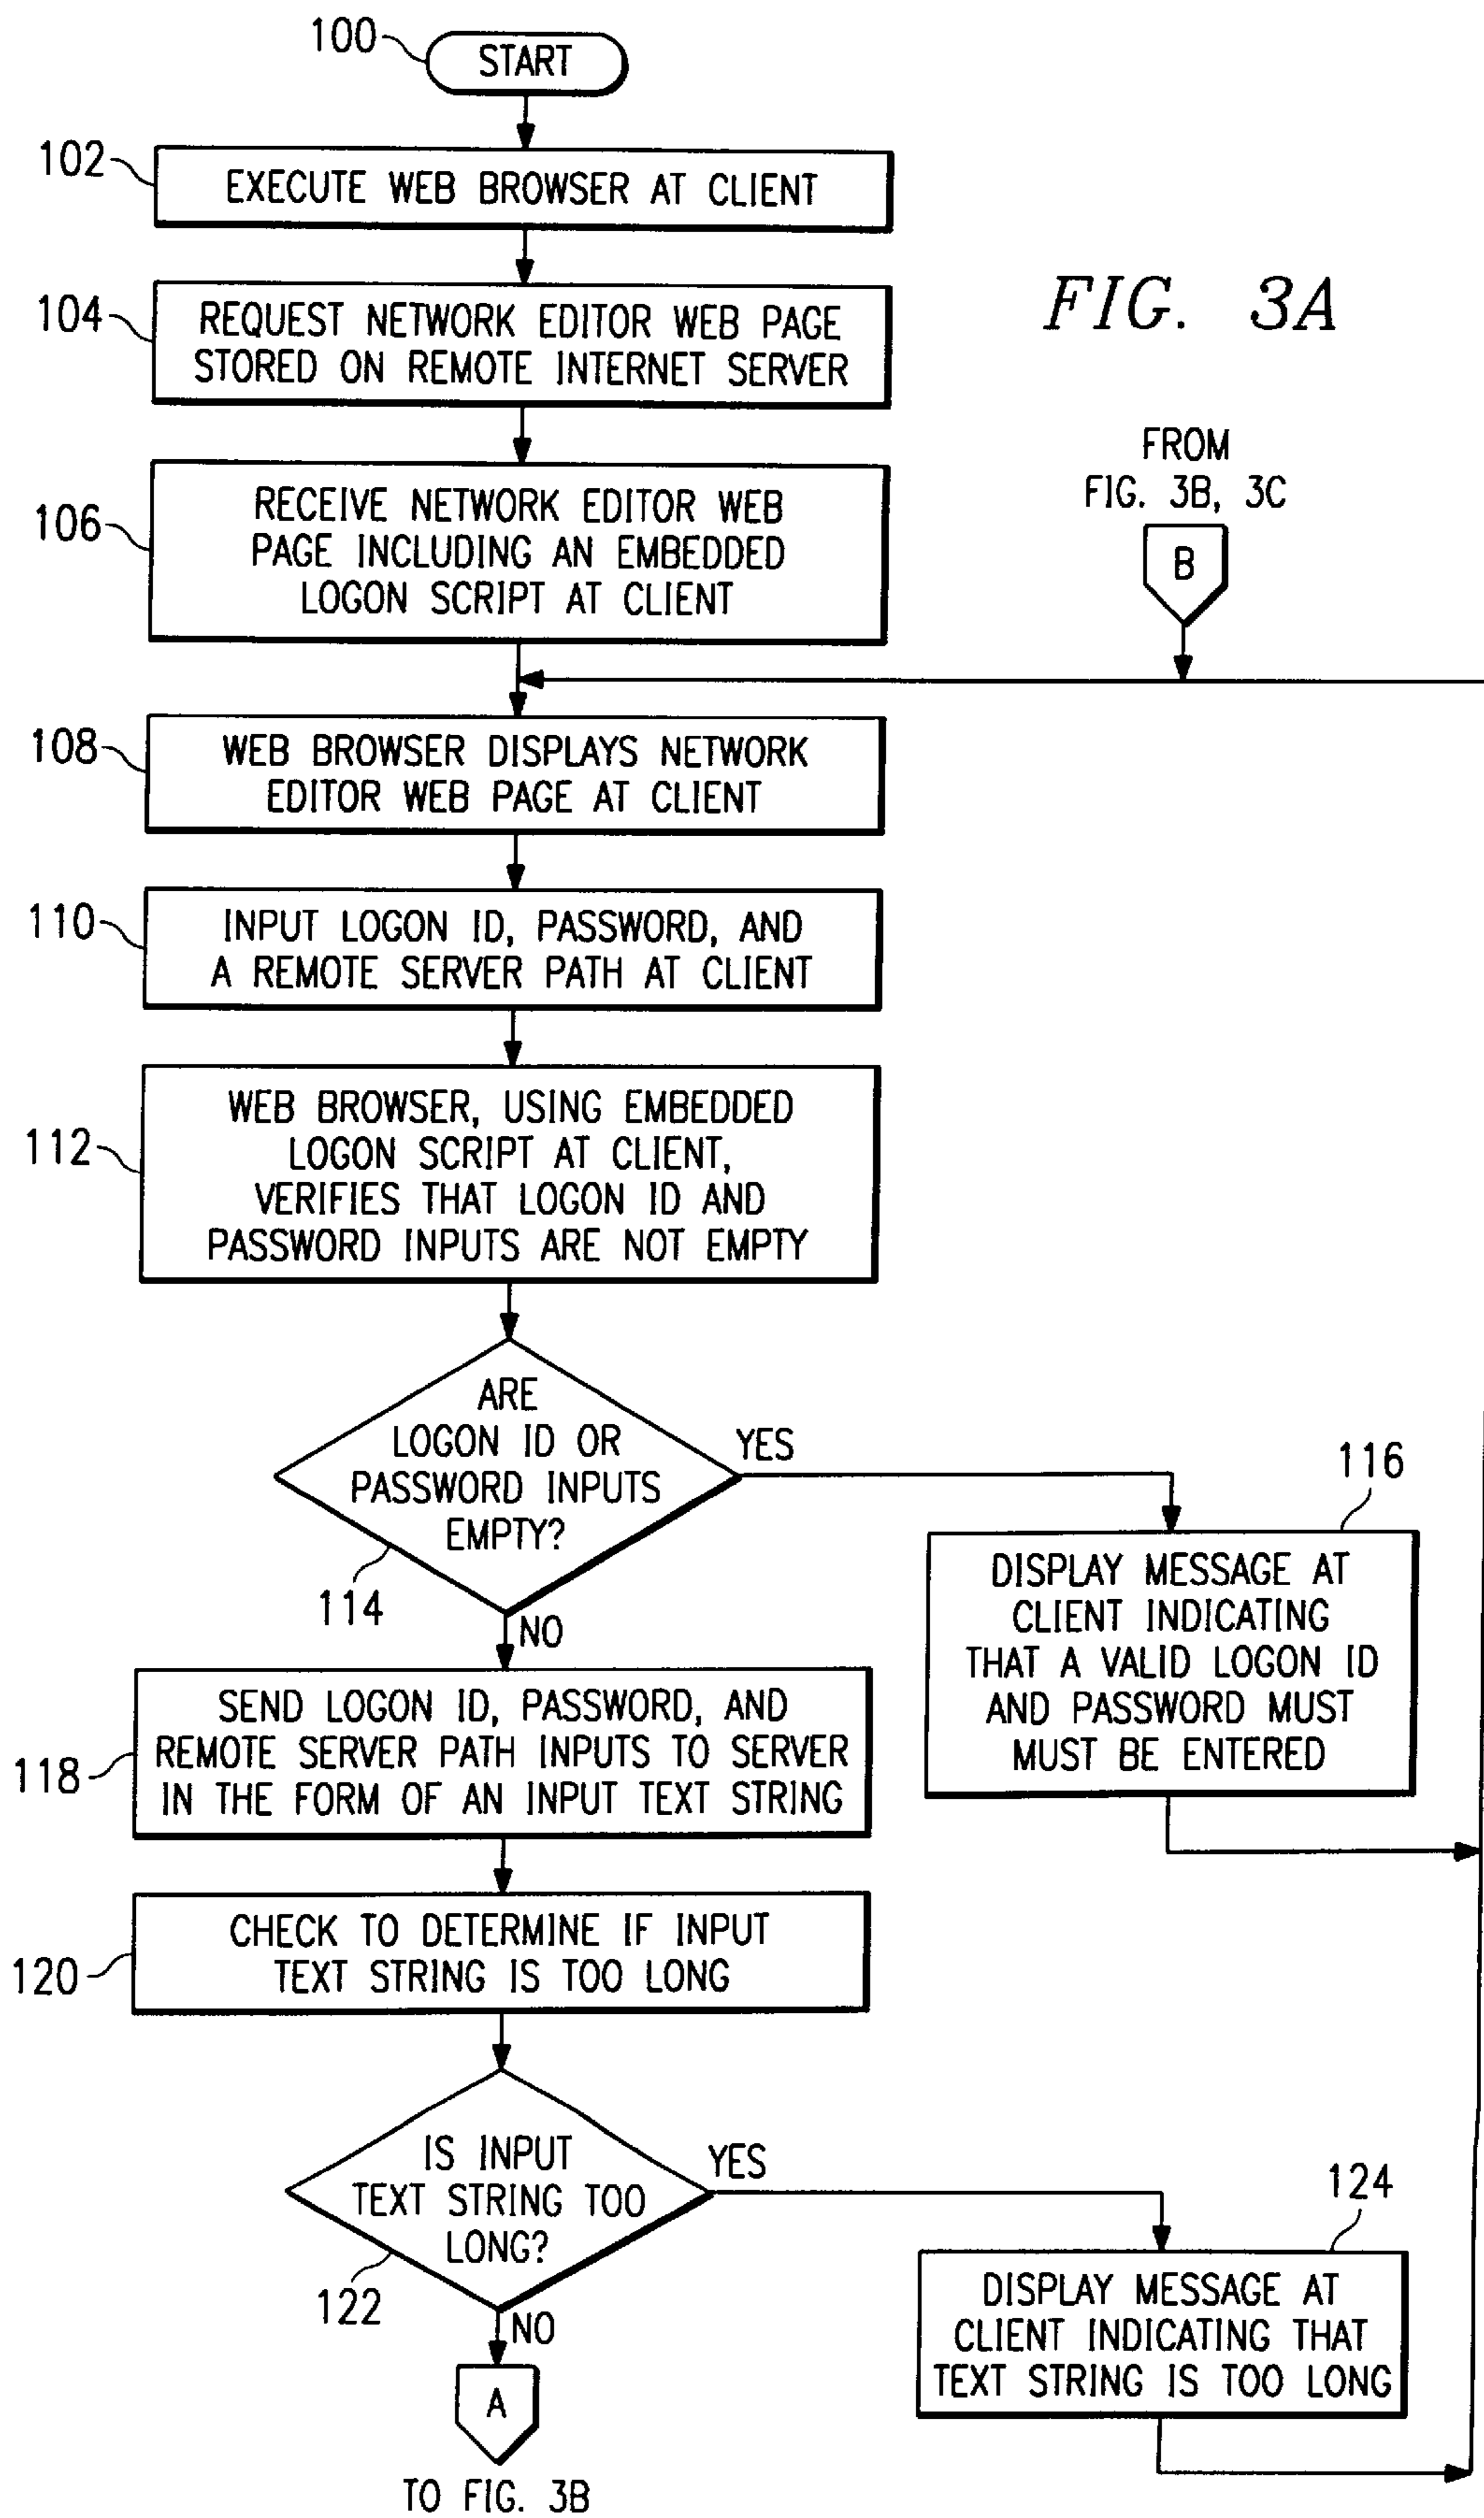 100
START
102
EXECUTE WEB BROWSER AT CLIENT
104
REQUEST NETWORK EDITOR WEB PAGE
STORED ON REMOTE INTERNET SERVER
FIG. 3A
106
RECEIVE NETWORK EDITOR WEB
PAGE INCLUDING AN EMBEDDED
LOGON SCRIPT AT CLIENT
FROM
FIG. 3B, 3C
B
108
WEB BROWSER DISPLAYS NETWORK
EDITOR WEB PAGE AT CLIENT
110
INPUT LOGON ID, PASSWORD, AND
A REMOTE SERVER PATH AT CLIENT
112
WEB BROWSER, USING EMBEDDED
LOGON SCRIPT AT CLIENT,
VERIFIES THAT LOGON ID AND
PASSWORD INPUTS ARE NOT EMPTY
ARE
LOGON ID OR
PASSWORD INPUTS
EMPTY?
YES
114
NO
116
DISPLAY MESSAGE AT
CLIENT INDICATING
THAT A VALID LOGON ID
AND PASSWORD MUST
MUST BE ENTERED
118
SEND LOGON ID, PASSWORD, AND
REMOTE SERVER PATH INPUTS TO SERVER
IN THE FORM OF AN INPUT TEXT STRING
120
CHECK TO DETERMINE IF INPUT
TEXT STRING IS TOO LONG
IS INPUT
TEXT STRING TOO
LONG?
YES
122
NO
124
DISPLAY MESSAGE AT
CLIENT INDICATING THAT
TEXT STRING IS TOO LONG
A
TO FIG. 3B